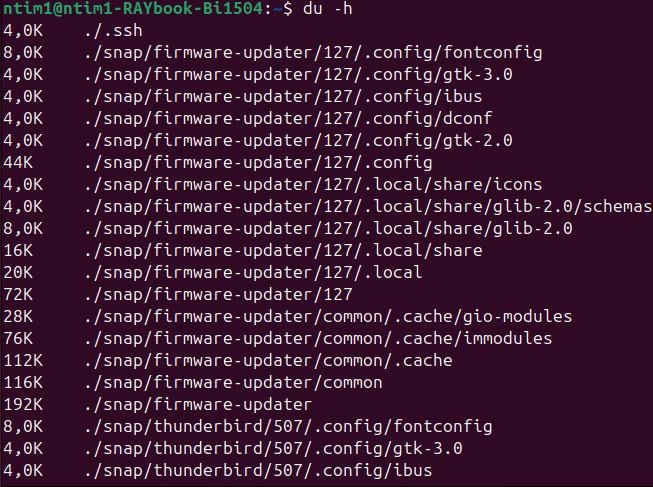 ntim1@ntim1-RAYbook-Bi1504:~$ du -h
4,0K ./.ssh
8,0K ./snap/firmware-updater/127/.config/fontconfig
4,0K ./snap/firmware-updater/127/.config/gtk-3.0
4,0K ./snap/firmware-updater/127/.config/ibus
4,0K ./snap/firmware-updater/127/.config/dconf
4,0K ./snap/firmware-updater/127/.config/gtk-2.0
44K ./snap/firmware-updater/127/.config
4,0K ./snap/firmware-updater/127/.local/share/icons
4,0K ./snap/firmware-updater/127/.local/share/glib-2.0/schemas
8,0K ./snap/firmware-updater/127/.local/share/glib-2.0
16K ./snap/firmware-updater/127/.local/share
20K ./snap/firmware-updater/127/.local
72K ./snap/firmware-updater/127
28K ./snap/firmware-updater/common/.cache/gio-modules
76K ./snap/firmware-updater/common/.cache/immodules
112K ./snap/firmware-updater/common/.cache
116K ./snap/firmware-updater/common
192K ./snap/firmware-updater
8,0K ./snap/thunderbird/507/.config/fontconfig
4,0K ./snap/thunderbird/507/.config/gtk-3.0
4,0K ./snap/thunderbird/507/.config/ibus